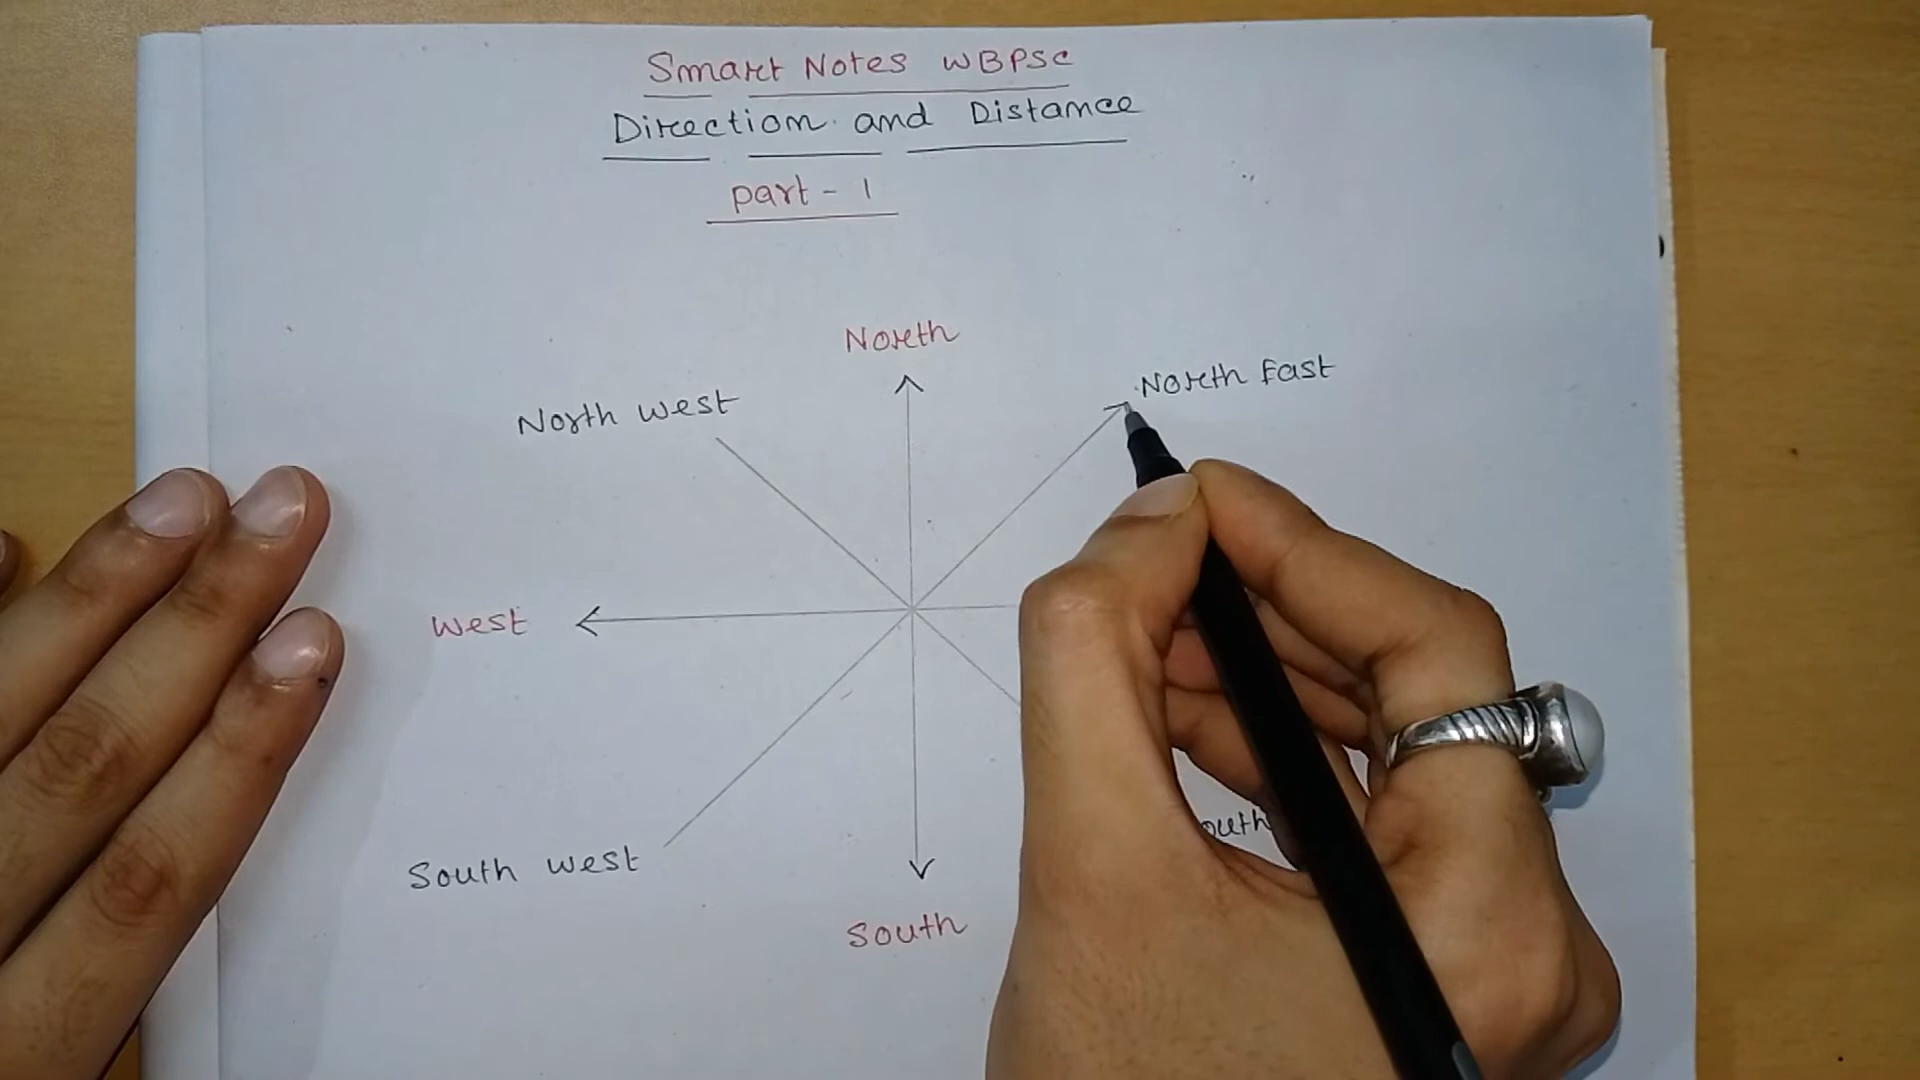 Smart Notes WBPSC
Direction and Distance
part - 1
North
North East
North west
west
South west
South